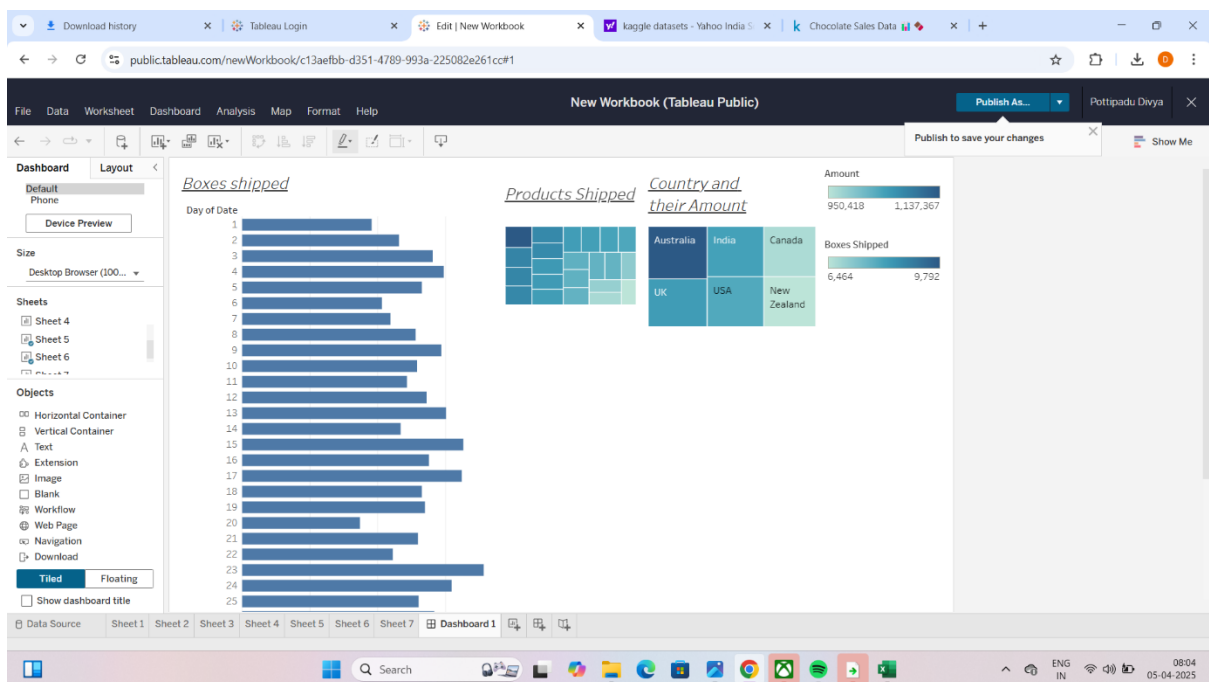 Download history
Tableau Login
Edit | New Workbook
kaggle datasets - Yahoo India S
Chocolate Sales Data
public.tableau.com/newWorkbook/c13aefbb-d351-4789-993a-225082e261cc#1
D
File Data Worksheet Dashboard Analysis Map Format Help
New Workbook (Tableau Public)
Publish As...
Pottipadu Divya
Publish to save your changes
Show Me
Dashboard Layout
Default
Phone
Device Preview
Size
Desktop Browser (100...
Sheets
Sheet 4
Sheet 5
Sheet 6
Objects
Horizontal Container
Vertical Container
Text
Extension
Image
Blank
Workflow
Web Page
Navigation
Download
Tiled Floating
Show dashboard title
Boxes shipped
Day of Date
1
2
3
4
5
6
7
8
9
10
11
12
13
14
15
16
17
18
19
20
21
22
23
24
25
Products Shipped
Country and
their Amount
Australia India Canada
UK USA New
Zealand
Amount
950,418 1,137,367
Boxes Shipped
6,464 9,792
Data Source Sheet 1 Sheet 2 Sheet 3 Sheet 4 Sheet 5 Sheet 6 Sheet 7 Dashboard 1
Search
ENG
IN
08:04
05-04-2025